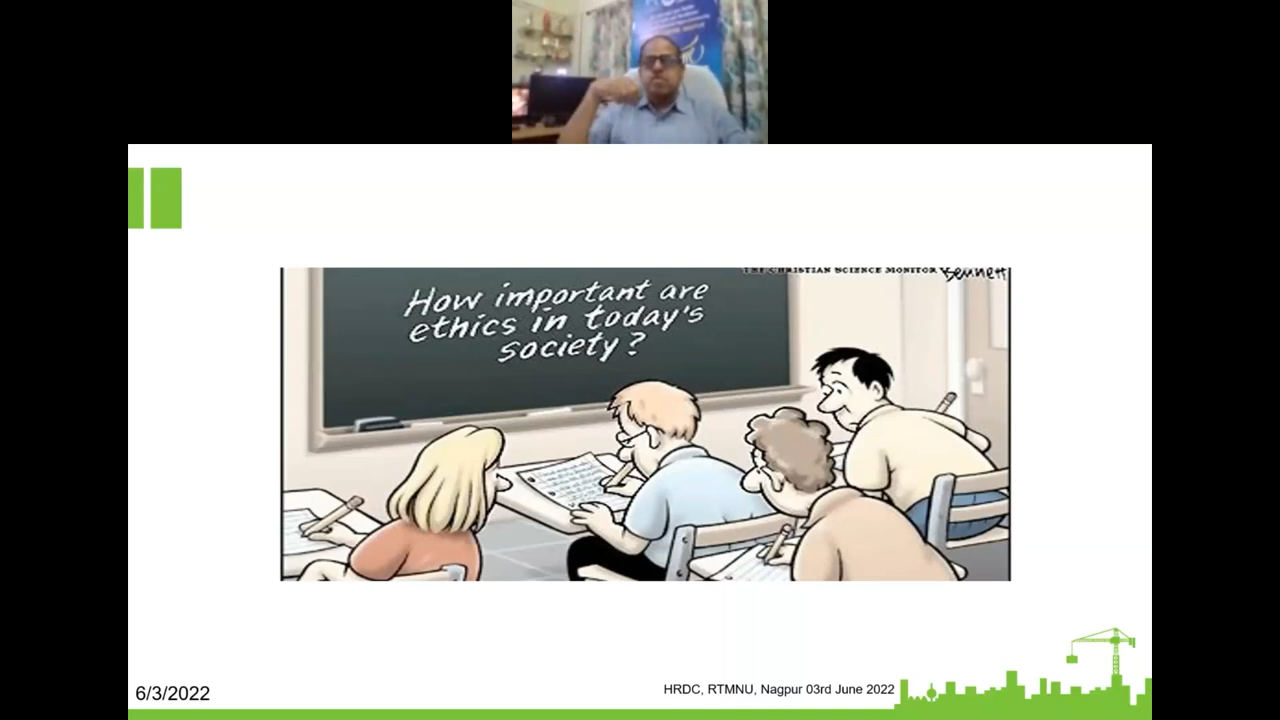 THE CHRISTIAN SCIENCE MONITOR Bennett
How important are
ethics in today's
society?
6/3/2022
HRDC, RTMNU, Nagpur 03rd June 2022